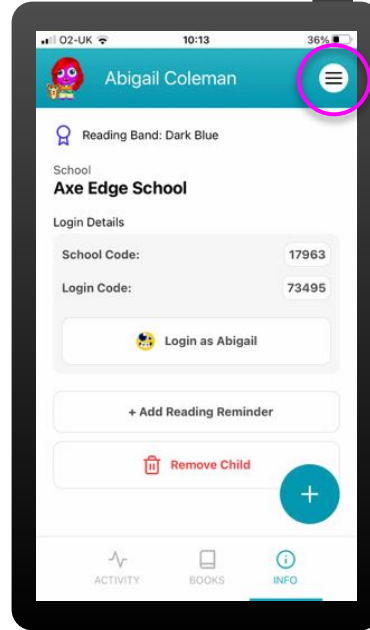 O2-UK 10:13 36%
Abigail Coleman
Reading Band: Dark Blue
School
Axe Edge School
Login Details
School Code: 17963
Login Code: 73495
Login as Abigail
+ Add Reading Reminder
Remove Child
+
ACTIVITY BOOKS INFO